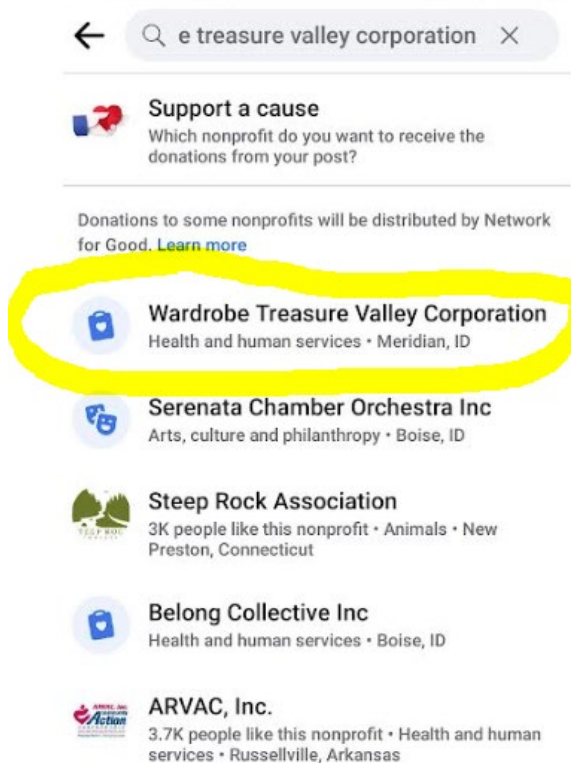 e treasure valley corporation
Support a cause
Which nonprofit do you want to receive the
donations from your post?
Donations to some nonprofits will be distributed by Network
for Good. Learn more
Wardrobe Treasure Valley Corporation
Health and human services • Meridian, ID
Serenata Chamber Orchestra Inc
Arts, culture and philanthropy • Boise, ID
Steep Rock Association
3K people like this nonprofit • Animals • New
Preston, Connecticut
Belong Collective Inc
Health and human services • Boise, ID
Action
ARVAC, Inc.
3.7K people like this nonprofit • Health and human
services • Russellville, Arkansas